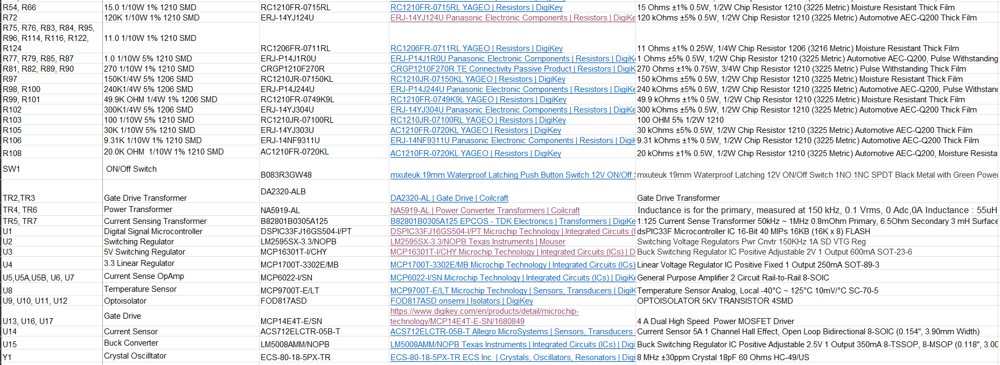 R54, R66 15.0 1/10W 1% 1210 SMD RC1210FR-0715RL RC1210FR-0715RL YAGEO | Resistors | DigiKey 15 Ohms ±1% 0.5W, 1/2W Chip Resistor 1210 (3225 Metric) Moisture Resistant Thick Film
R72 120K 1/10W 1% 1210 SMD ERJ-14YJ124U ERJ-14YJ124U Panasonic Electronic Components | Resistors | DigiKe 120 kOhms ±5% 0.5W, 1/2W Chip Resistor 1210 (3225 Metric) Automotive AEC-Q200 Thick Film
R75, R76, R83, R84, R95,
R96, R114, R116, R122, 11.0 1/10W 1% 1210 SMD
R124 RC1206FR-0711RL RC1206FR-0711RL YAGEO | Resistors | DigiKey 11 Ohms ±1% 0.25W, 1/4W Chip Resistor 1206 (3216 Metric) Moisture Resistant Thick Film
R77, R79, R85, R87 1.0 1/10W 5% 1210 SMD ERJ-P14J1R0U ERJ-P14J1R0U Panasonic Electronic Components | Resistors | DigiK 1 Ohms ±5% 0.5W, 1/2W Chip Resistor 1210 (3225 Metric) Automotive AEC-Q200, Pulse Withstanding
R81, R82, R89, R90 270 1/10W 1% 1210 SMD CRGP1210F270R CRGP1210F270R TE Connectivity Passive Product | Resistors | DigiK 270 Ohms ±1% 0.75W, 3/4W Chip Resistor 1210 (3225 Metric) Pulse Withstanding Thick Film
R97 150K1/4W 5% 1206 SMD RC1210JR-07150KL RC1210JR-07150KL YAGEO | Resistors | DigiKey 150 kOhms ±5% 0.5W, 1/2W Chip Resistor 1210 (3225 Metric) Moisture Resistant Thick Film
R98, R100 240K1/4W 5% 1206 SMD ERJ-P14J244U ERJ-P14J244U Panasonic Electronic Components | Resistors | DigiKe 240 kOhms ±5% 0.5W, 1/2W Chip Resistor 1210 (3225 Metric) Automotive AEC-Q200, Pulse Withstand
R99, R101 49.9K OHM 1/4W 1% 1206 SMD RC1210FR-0749K9L RC1210FR-0749K9L YAGEO | Resistors | DigiKey 49.9 kOhms ±1% 0.5W, 1/2W Chip Resistor 1210 (3225 Metric) Moisture Resistant Thick Film
R102 300K1/4W 5% 1206 SMD ERJ-14YJ304U ERJ-14YJ304U Panasonic Electronic Components | Resistors | DigiKe 300 kOhms ±5% 0.5W, 1/2W Chip Resistor 1210 (3225 Metric) Automotive AEC-Q200 Thick Film
R103 100 1/10W 5% 1210 SMD RC1210JR-07100RL RC1210JR-07100RL YAGEO | Resistors | DigiKey 100 OHM 5% 1/2W 1210
R105 30K 1/10W 5% 1210 SMD ERJ-14YJ303U AC1210FR-0720KL YAGEO | Resistors | DigiKey 30 kOhms ±5% 0.5W, 1/2W Chip Resistor 1210 (3225 Metric) Automotive AEC-Q200 Thick Film
R106 9.31K 1/10W 1% 1210 SMD ERJ-14NF9311U ERJ-14NF9311U Panasonic Electronic Components | Resistors | Digi 9.31 kOhms ±1% 0.5W, 1/2W Chip Resistor 1210 (3225 Metric) Automotive AEC-Q200 Thick Film
R108 20.0K OHM 1/10W 1% 1210 SMD AC1210FR-0720KL AC1210FR-0720KL YAGEO | Resistors | DigiKey 20 kOhms ±1% 0.5W, 1/2W Chip Resistor 1210 (3225 Metric) Automotive AEC-Q200, Moisture Resista
SW1 ON/Off Switch B083R3GW48 mxuteuk 19mm Waterproof Latching Push Button Switch 12V ON/Off S mxuteuk 19mm Waterproof Latching 12V ON/Off Switch 1NO 1NC SPDT Black Metal with Green Power
TR2,TR3 Gate Drive Transformer DA2320-ALB DA2320-AL | Gate Drive | Coilcraft Gate Drive Transformer
TR4, TR6 Power Transformer NA5919-AL NA5919-AL | Power Converter Transformers | Coilcraft Inductance is for the primary, measured at 150 kHz, 0.1 Vrms, 0 Adc,0A Inductance : 55uH
TR5, TR7 Current Sensing Transformer B82801B0305A125 B82801B0305A125 EPCOS - TDK Electronics | Transformers | DigiKe 1:125 Current Sense Transformer 50kHz ~ 1MHz 0.8mOhm Primary, 6.5Ohm Secondary 3 mH Surface
U1 Digital Signal Microcontroller DSPIC33FJ16GS504-I/PT DSPIC33FJ16GS504-I/PT Microchip Technology | Integrated Circuits (I dsPIC33F Microcontroller IC 16-Bit 40 MIPs 16KB (16K x 8) FLASH
U2 Switching Regulator LM2595SX-3.3/NOPB LM2595SX-3.3/NOPB Texas Instruments | Mouser Switching Voltage Regulators Pwr Cnvtr 150KHz 1A SD VTG Reg
U3 5V Switching Regulator MCP16301T-I/CHY MCP16301T-I/CHY Microchip Technology | Integrated Circuits (ICs) | D Buck Switching Regulator IC Positive Adjustable 2V 1 Output 600mA SOT-23-6
U4 3.3 Linear Regulator MCP1700T-3302E/MB MCP1700T-3302E/MB Microchip Technology | Integrated Circuits (ICs) Linear Voltage Regulator IC Positive Fixed 1 Output 250mA SOT-89-3
U5,U5A,U5B, U6, U7 Current Sense OpAmp MCP6022-I/SN MCP6022-I/SN Microchip Technology | Integrated Circuits (ICs) | DigiK General Purpose Amplifier 2 Circuit Rail-to-Rail 8-SOIC
U8 Temperature Sensor MCP9700T-E/LT MCP9700T-E/LT Microchip Technology | Sensors, Transducers | DigiK Temperature Sensor Analog, Local -40°C ~ 125°C 10mV/°C SC-70-5
U9, U10, U11, U12 Optoisolator FOD817ASD FOD817ASD onsemi | Isolators | DigiKey OPTOISOLATOR 5KV TRANSISTOR 4SMD
Gate Drive https://www.digikey.com/en/products/detail/microchip-
U13, U16, U17 MCP14E4T-E/SN technology/MCP14E4T-E-SN/1680849 4 A Dual High Speed Power MOSFET Driver
U14 Current Sensor ACS712ELCTR-05B-T ACS712ELCTR-05B-T Allegro MicroSystems | Sensors, Transducers Current Sensor 5A 1 Channel Hall Effect, Open Loop Bidirectional 8-SOIC (0.154", 3.90mm Width)
U15 Buck Converter LM5008AMM/NOPB LM5008AMM/NOPB Texas Instruments | Integrated Circuits (ICs) | Digi Buck Switching Regulator IC Positive Adjustable 2.5V 1 Output 350mA 8-TSSOP, 8-MSOP (0.118", 3.00
Y1 Crystal Oscilltator ECS-80-18-5PX-TR ECS-80-18-5PX-TR ECS Inc. | Crystals, Oscillators, Resonators | Digi 8 MHz ±30ppm Crystal 18pF 60 Ohms HC-49/US